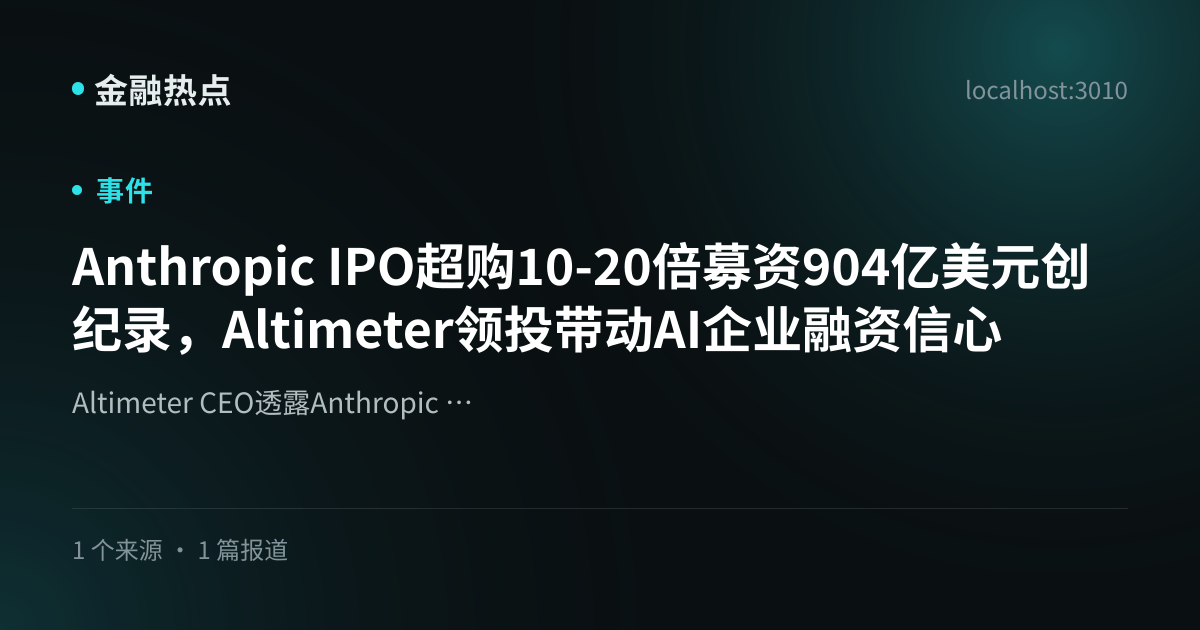 金融热点
localhost:3010
事件
Anthropic IPO超购10-20倍募资904亿美元创
纪录，Altimeter领投带动AI企业融资信心
Altimeter CEO透露Anthropic …
1 个来源 · 1 篇报道